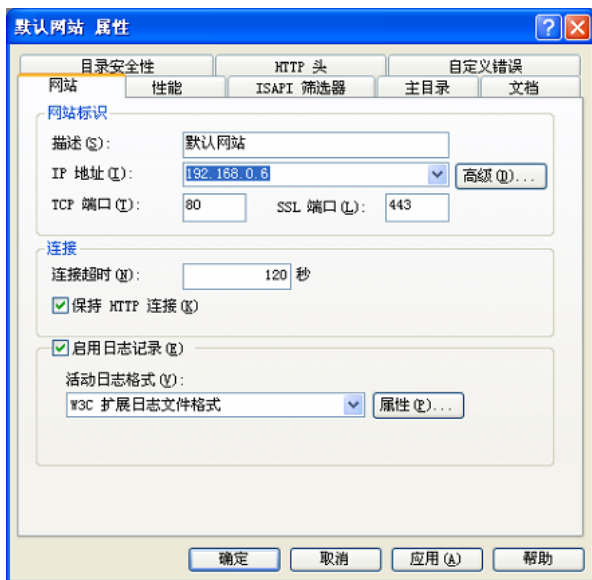 默认网站 属性
目录安全性 HTTP 头 自定义错误
网站 性能 ISAPI 筛选器 主目录 文档
网站标识
描述(S): 默认网站
IP 地址(I): 192.168.0.6 高级(D)...
TCP 端口(T): 80 SSL 端口(L): 443
连接
连接超时(N): 120 秒
保持 HTTP 连接(K)
启用日志记录(E)
活动日志格式(V):
W3C 扩展日志文件格式 属性(P)...
确定 取消 应用(A) 帮助